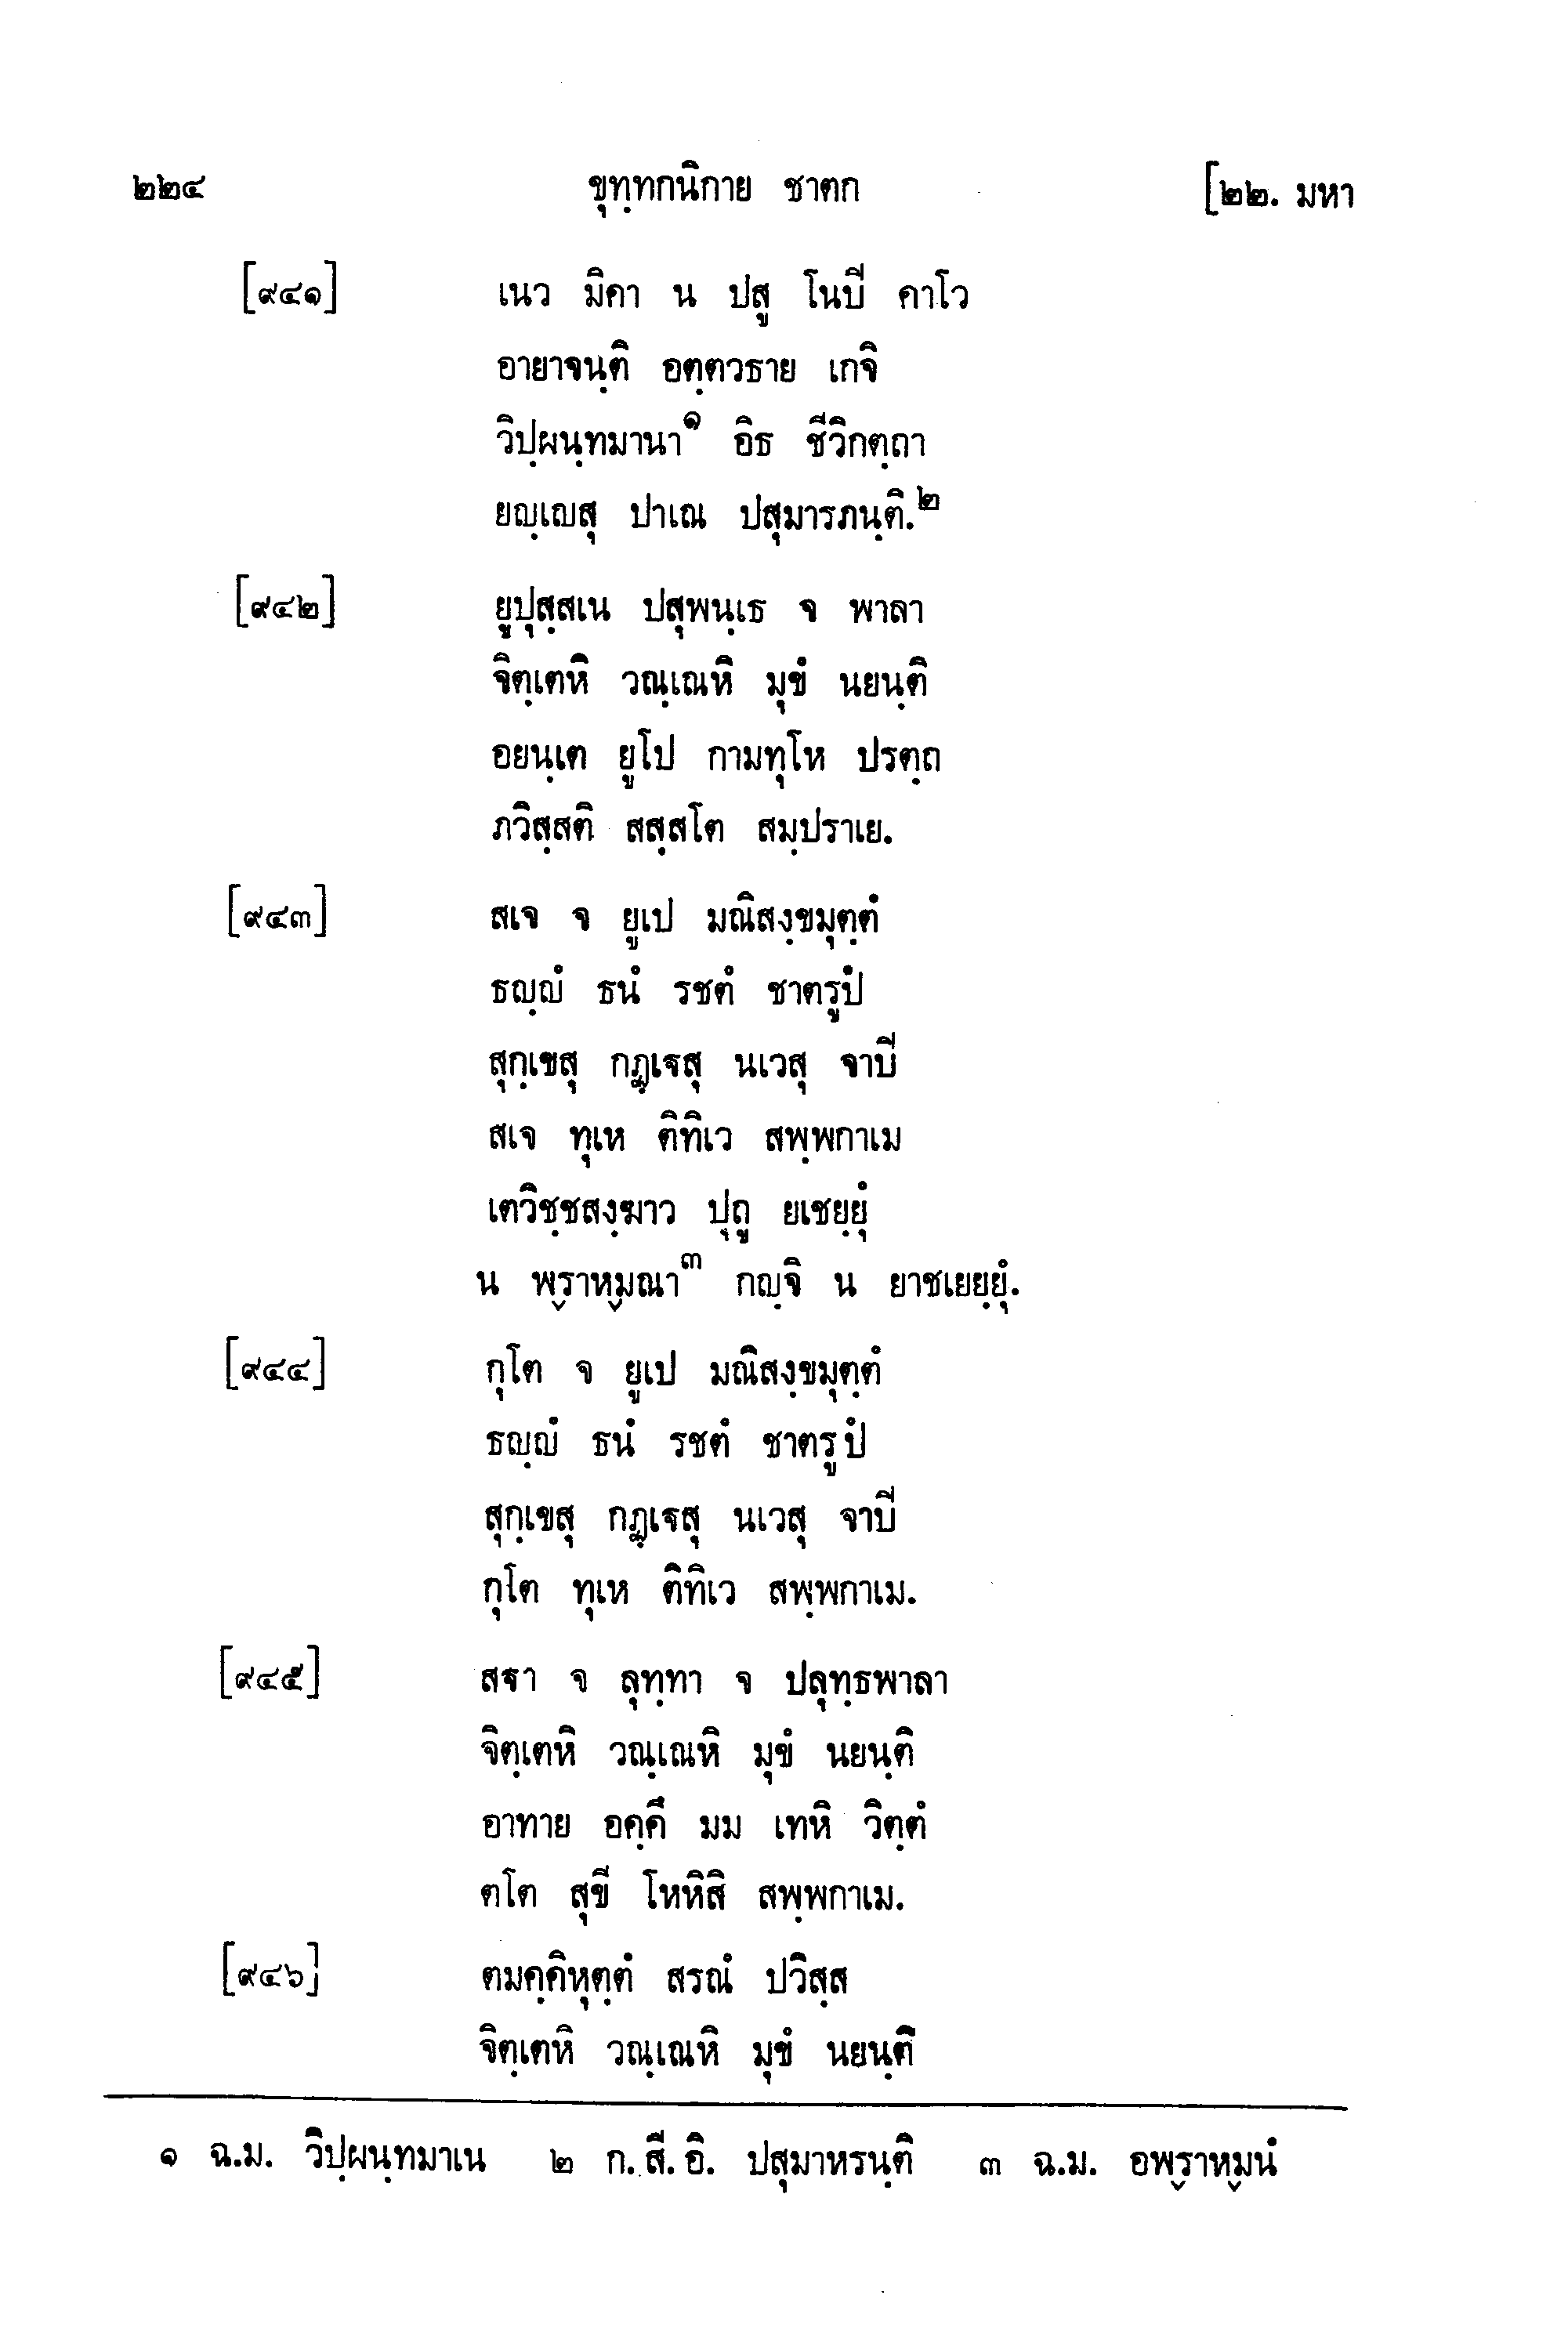 ๒๒๔ ขุทฺทกนิกาย ชาตก [๒๒. มหา
[๙๔๑] เนว มิคา น ปสู โนปิ คาโว
อายาจนฺติ อตฺตวธาย เกจิ
วิปฺผนฺทมานา๑ อิธ ชีวิกตฺถา
ยญฺเญสุ ปาเณ ปสุมารภนฺติ.๒
[๙๔๒] ยูปุสฺสเน ปสุพนฺเธ จ พาลา
จิตฺเตหิ วณฺเณหิ มุขํ นยนฺติ
อยนฺเต ยูโป กามทุโห ปรตฺถ
ภวิสฺสติ สสฺสโต สมฺปราเย.
[๙๔๓] สเจ จ ยูเป มณิสงฺขมุตฺตํ
ธญฺญํ ธนํ รชตํ ชาตรูปํ
สุกฺเขสุ กฏฺเฐสุ นเวสุ จาปิ
สเจ ทุเห ติทิเว สพฺพกาเม
เตวิชฺชสงฺฆาว ปุถู ยเชยฺยุํ
น พฺราหฺมณา๓ กญฺจิ น ยาชเยยฺยุํ.
[๙๔๔] กุโต จ ยูเป มณิสงฺขมุตฺตํ
ธญฺญํ ธนํ รชตํ ชาตรูปํ
สุกฺเขสุ กฏฺเฐสุ นเวสุ จาปิ
กุโต ทุเห ติทิเว สพฺพกาเม.
[๙๔๕] สฐา จ ลุทฺทา จ ปลุทฺธพาลา
จิตฺเตหิ วณฺเณหิ มุขํ นยนฺติ
อาทาย อคฺคึ มม เทหิ วิตฺตํ
ตโต สุขี โหหิสิ สพฺพกาเม.
[๙๔๖] ตมคฺคิหุตฺตํ สรณํ ปวิสฺส
จิตฺเตหิ วณฺเณหิ มุขํ นยนฺติ
๑ ฉ.ม. วิปฺผนฺทมาเน ๒ ก. สี. อิ. ปสุมาหรนฺติ ๓ ฉ.ม. อพฺราหฺมนํ